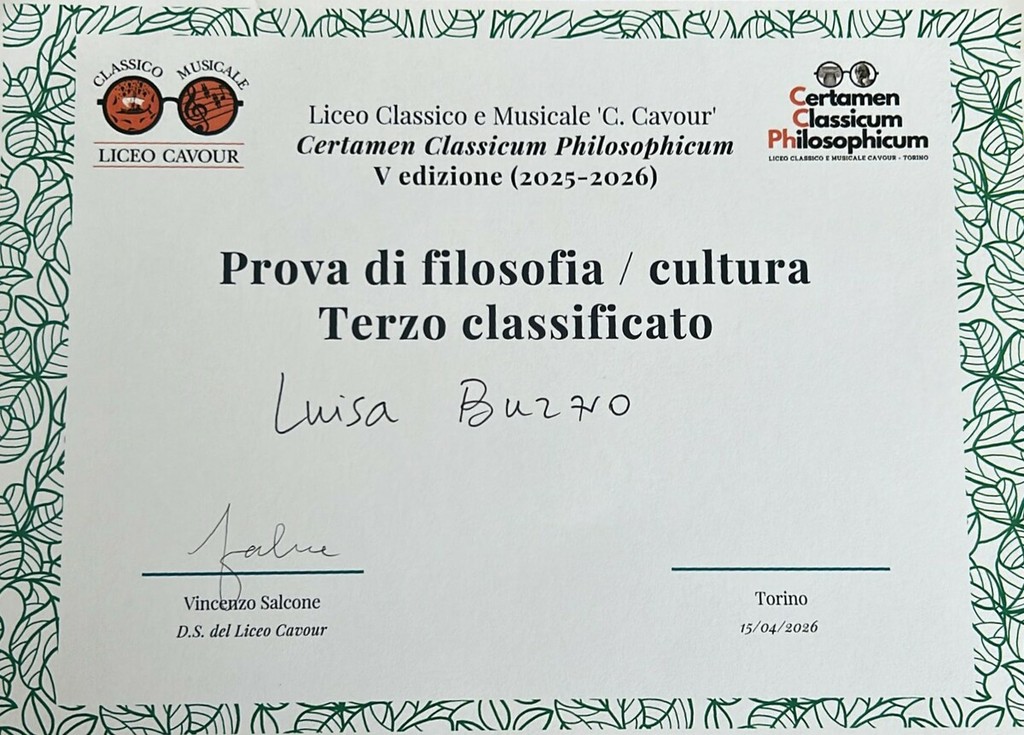 CLASSICO MUSICALE
LICEO CAVOUR
Certamen
Classicum
Philosophicum
LICEO CLASSICO E MUSICALE CAVOUR - TORINO
Liceo Classico e Musicale 'C. Cavour'
Certamen Classicum Philosophicum
V edizione (2025-2026)
Prova di filosofia / cultura
Terzo classificato
Luisa Buzzo
Vincenzo Salcone
D.S. del Liceo Cavour
Torino
15/04/2026